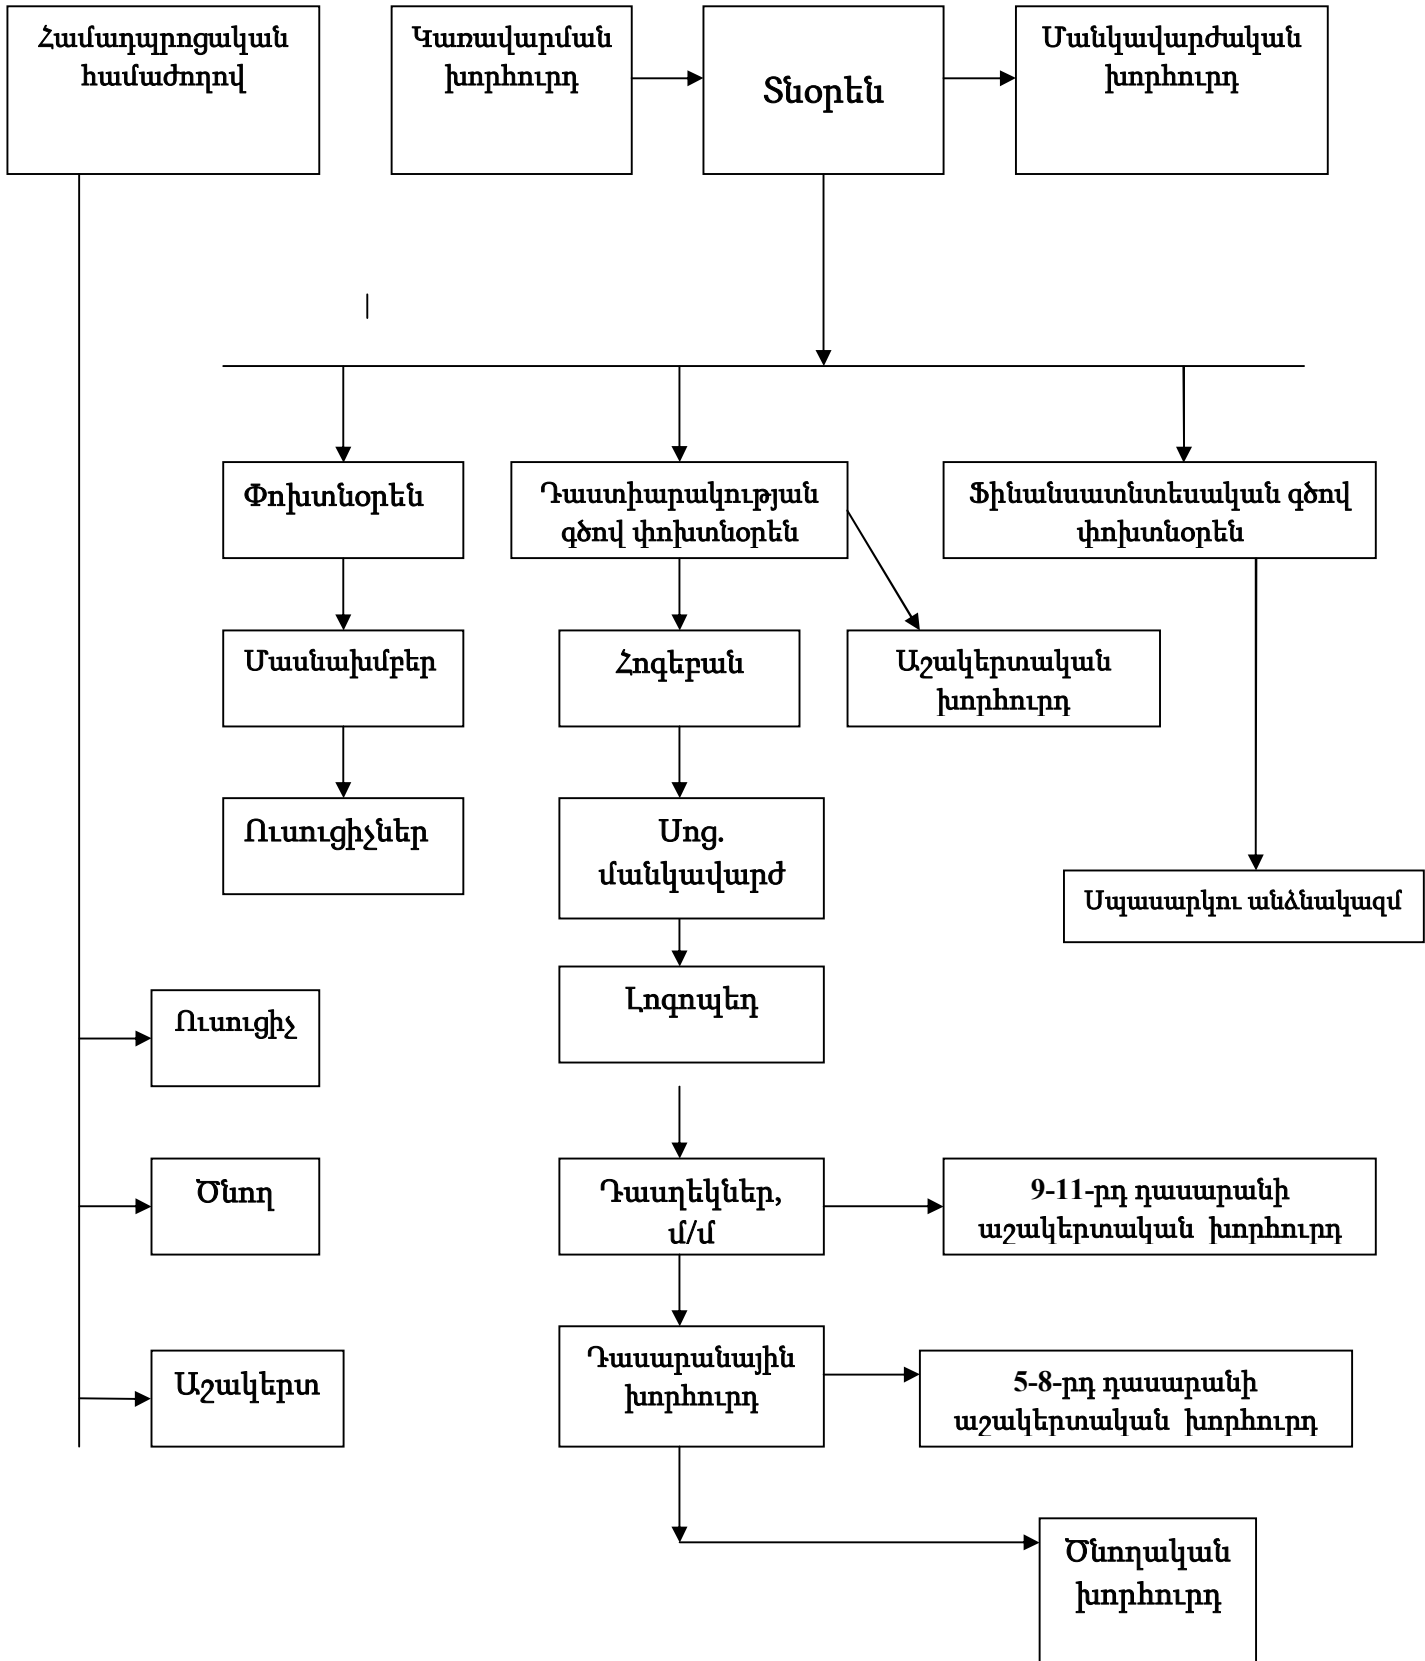 Համադպրոցական
համաժողով
Կառավարման
խորհուրդ
Տնօրեն
Մանկավարժական
խորհուրդ
Փոխտնօրեն
Դաստիարակության
գծով փոխտնօրեն
Ֆինանսատնտեսական գծով
փոխտնօրեն
Մասնախմբեր
Հոգեբան
Աշակերտական
խորհուրդ
Ուսուցիչներ
Սոց.
մանկավարժ
Սպասարկու անձնակազմ
Լոգոպեդ
Ուսուցիչ
Ծնող
Դասղեկներ,
մ/մ
9-11-րդ դասարանի
աշակերտական խորհուրդ
Աշակերտ
Դասարանային
խորհուրդ
5-8-րդ դասարանի
աշակերտական խորհուրդ
Ծնողական
խորհուրդ